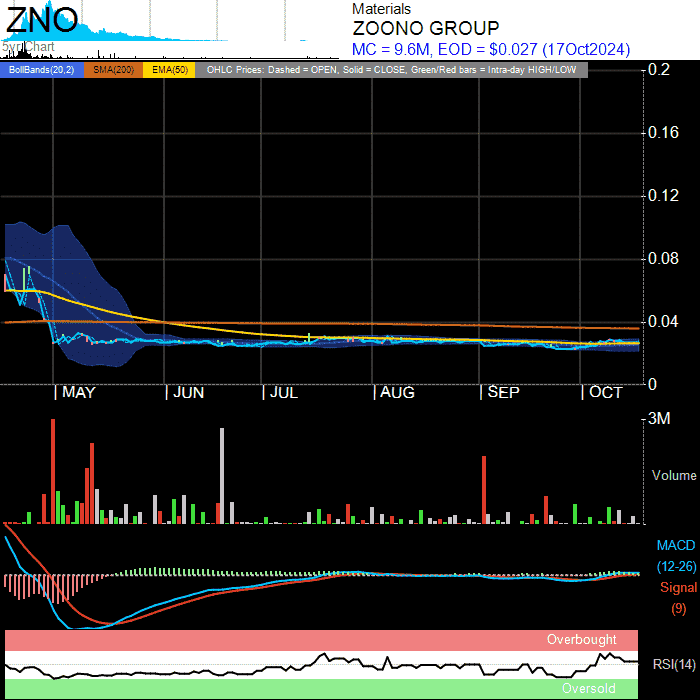 ZNO
5yr Chart
Materials
ZOONO GROUP
MC = 9.6M, EOD = $0.027 (17Oct2024)
BollBands(20,2) SMA(200) EMA(50) OHLC Prices: Dashed = OPEN, Solid = CLOSE, Green/Red bars = Intra-day HIGH/LOW
0.2
0.16
0.12
0.08
0.04
0
MAY JUN JUL AUG SEP OCT
3M
Volume
MACD
(12-26)
Signal
(9)
Overbought
RSI(14)
Oversold